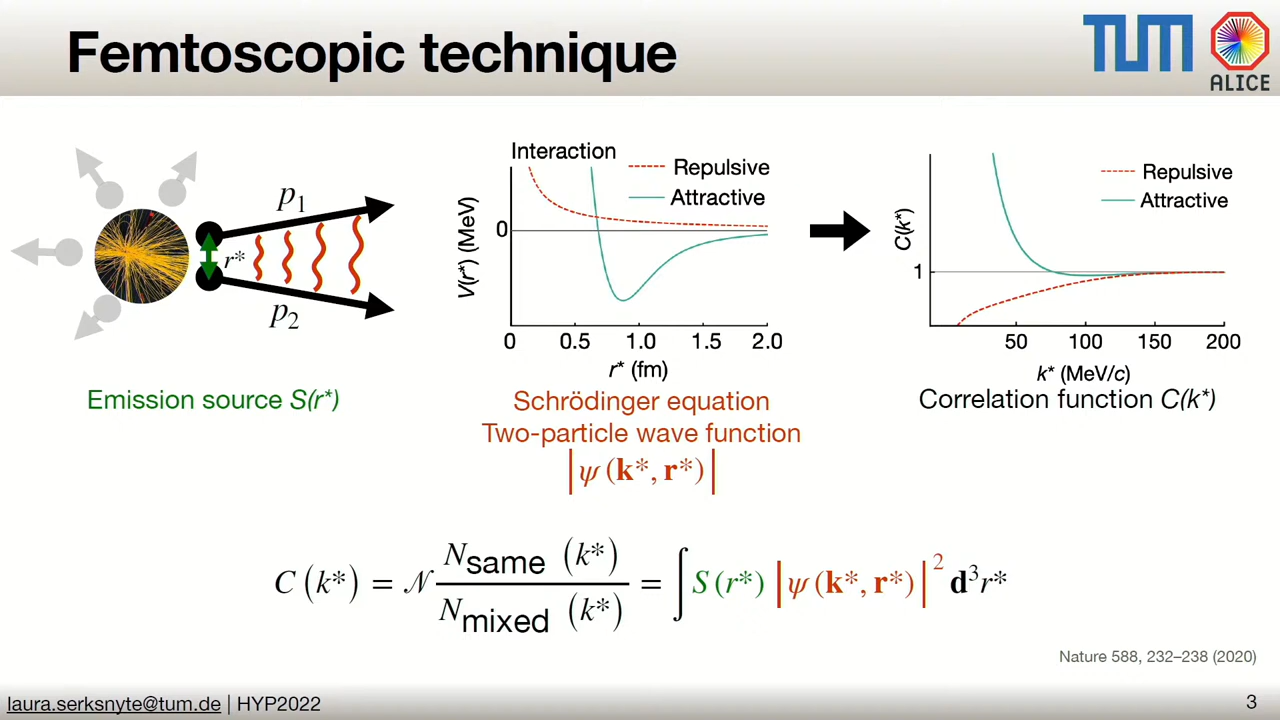 Femtoscopic technique
TUM
ALICE
p1
r*
p2
Emission source S(r*)
Interaction
Repulsive
Attractive
V(r*) (MeV)
0
0 0.5 1.0 1.5 2.0
r* (fm)
Schrödinger equation
Two-particle wave function
|ψ(k*, r*)|
Repulsive
Attractive
C(k*)
1
50 100 150 200
k* (MeV/c)
Correlation function C(k*)
C(k*) = 𝒩 Nsame (k*) / Nmixed (k*) = ∫ S(r*) |ψ(k*, r*)|² d³r*
Nature 588, 232–238 (2020)
laura.serksnyte@tum.de | HYP2022
3